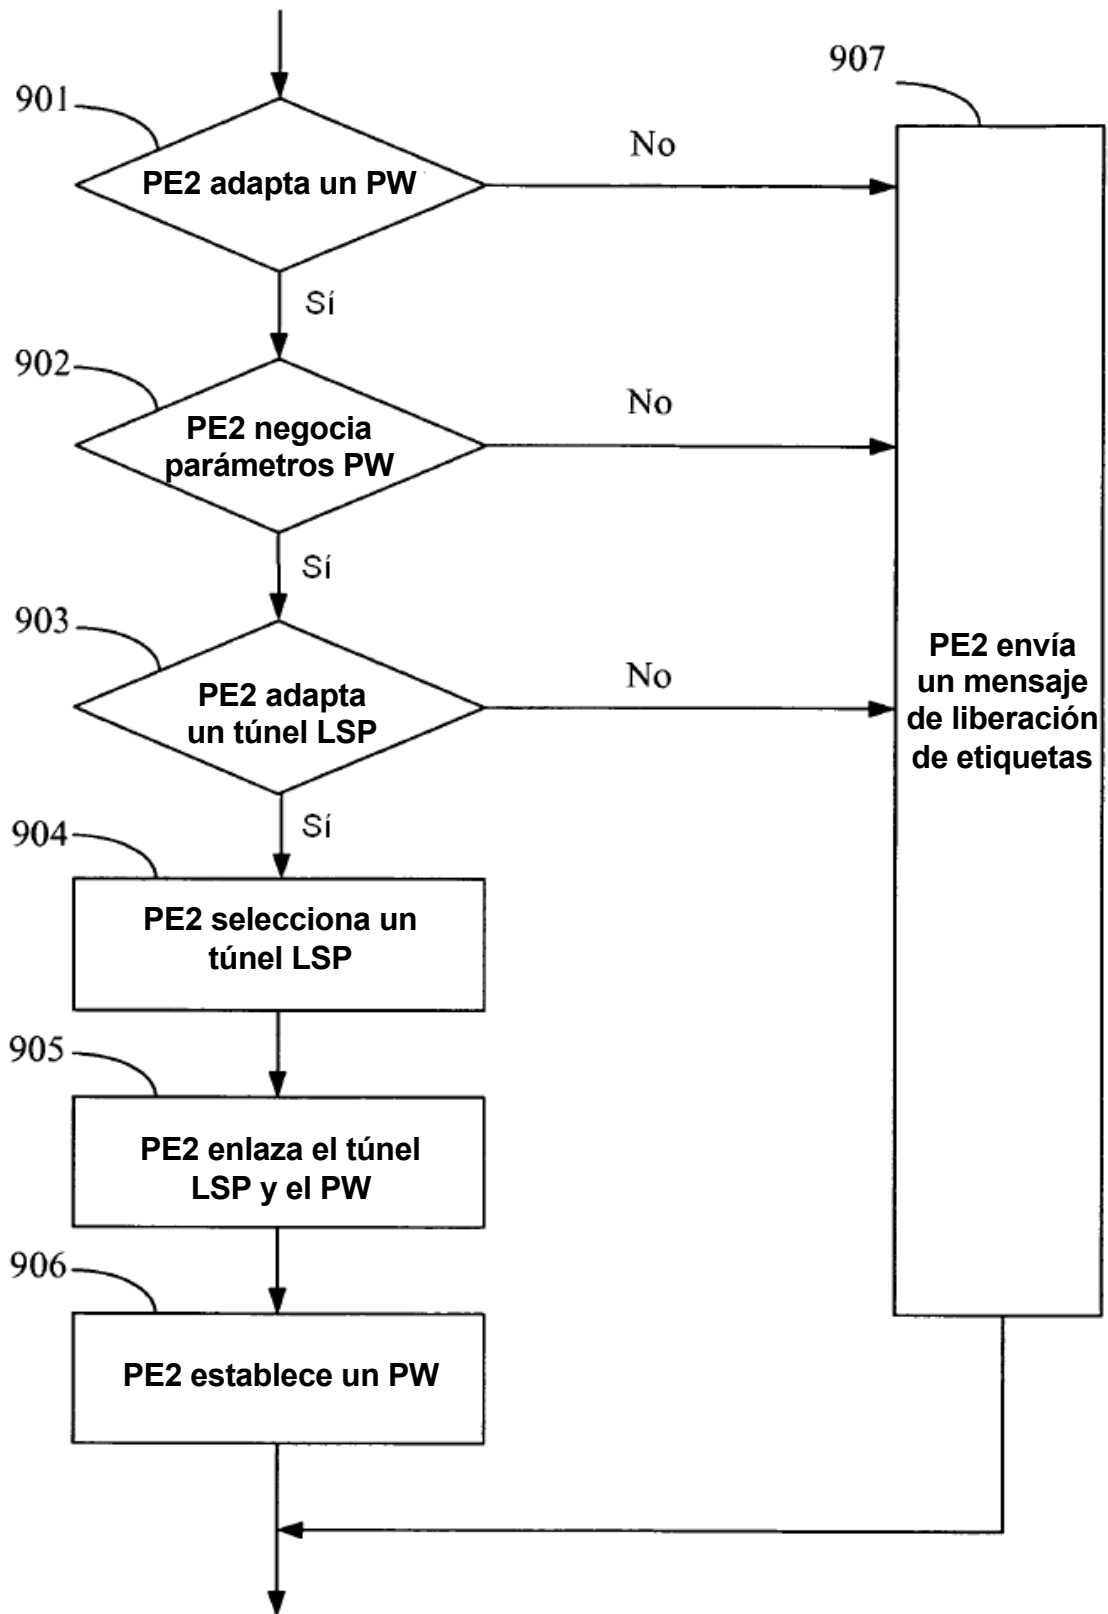 907
901
No
PE2 adapta un PW
Sí
902
No
PE2 negocia
parámetros PW
Sí
903
No
PE2 adapta
un túnel LSP
PE2 envía
un mensaje
de liberación
de etiquetas
Sí
904
PE2 selecciona un
túnel LSP
905
PE2 enlaza el túnel
LSP y el PW
906
PE2 establece un PW